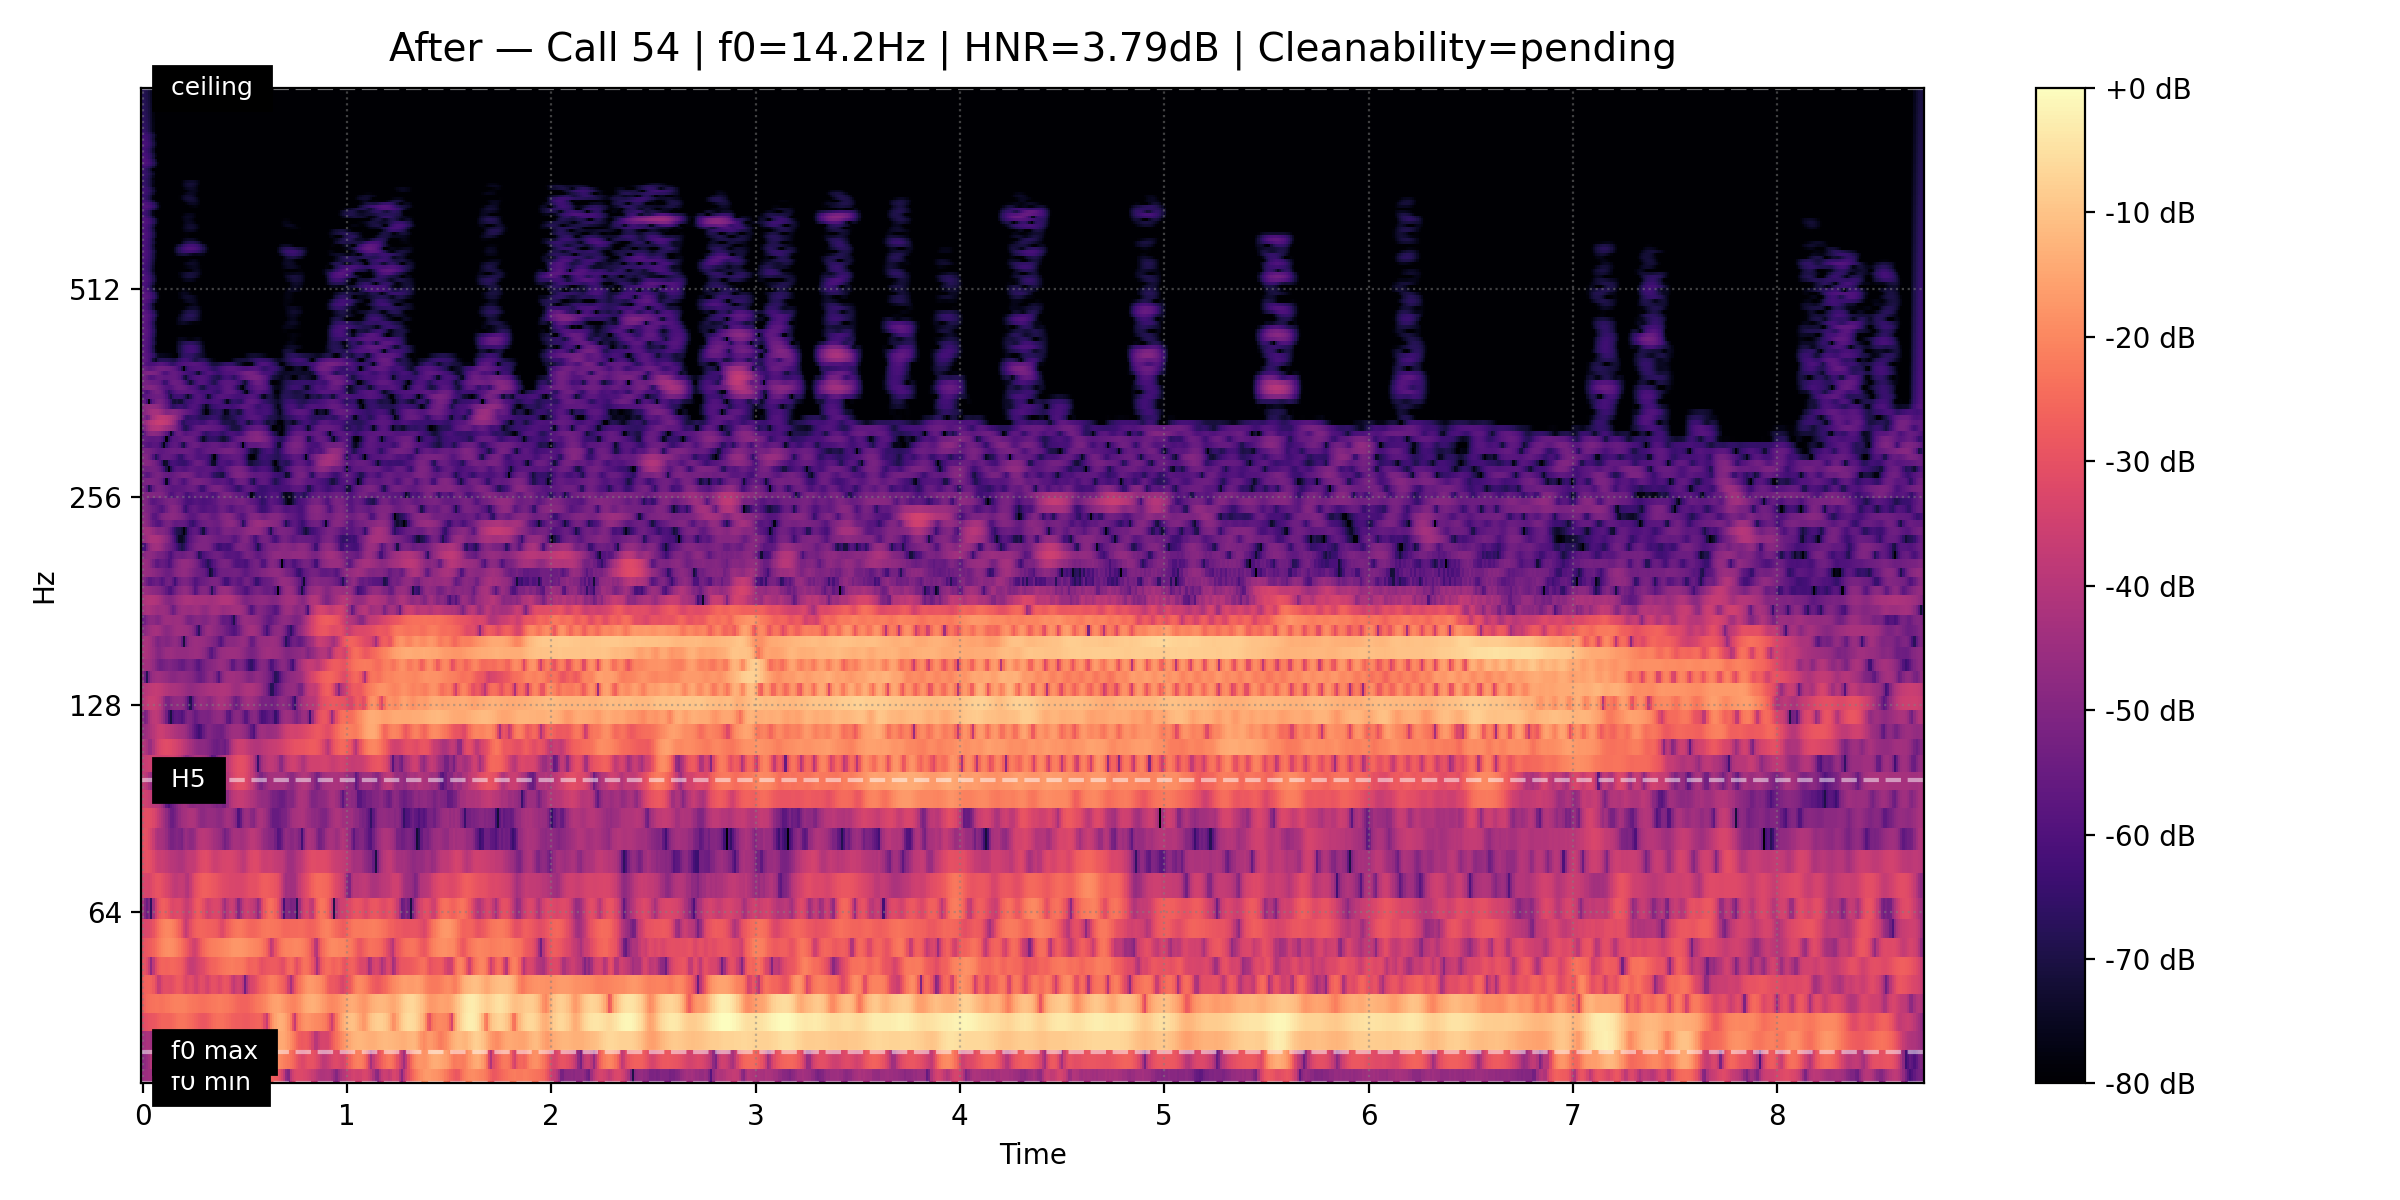 After — Call 54 | f0=14.2Hz | HNR=3.79dB | Cleanability=pending
ceiling
+0 dB
-10 dB
-20 dB
-30 dB
-40 dB
-50 dB
-60 dB
-70 dB
-80 dB
Hz
512
256
128
64
H5
f0 max
f0 min
0 1 2 3 4 5 6 7 8
Time